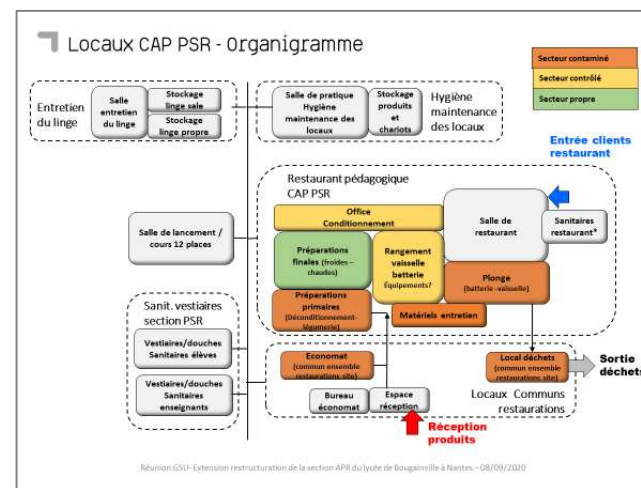 Locaux CAP PSR - Organigramme
Secteur contaminé
Secteur contrôlé
Secteur propre
Entretien
du linge
Salle
entretien
du linge
Stockage
linge sale
Stockage
linge propre
Salle de pratique
Hygiène
maintenance des
locaux
Stockage
produits
et
chariots
Hygiène
maintenance
des locaux
Entrée clients
restaurant
Restaurant pédagogique
CAP PSR
Office
Conditionnement
Salle de
restaurant
Sanitaires
restaurant*
Salle de lancement /
cours 12 places
Préparations
finales (froides –
chaudes)
Rangement
vaisselle
batterie
Équipements?
Plonge
(batterie -vaisselle)
Préparations
primaires
(Déconditionnement-
légumerie)
Matériels entretien
Sanit. vestiaires
section PSR
Vestiaires/douches
Sanitaires élèves
Vestiaires/douches
Sanitaires
enseignants
Economat
(commun ensemble
restaurations site)
Bureau
économat
Espace
réception
Local déchets
(commun ensemble
restaurations site)
Sortie
déchets
Locaux Communs
restaurations
Réception
produits
Réunion GSU- Extension restructuration de la section APR du lycée de Bougainville à Nantes – 08/09/2020